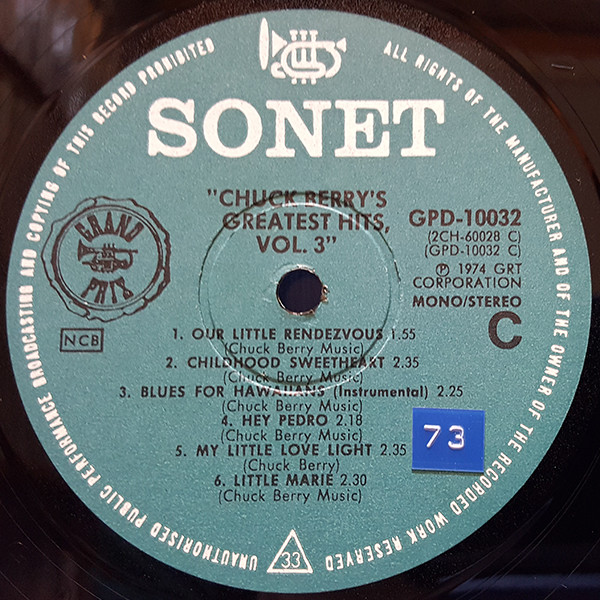 UNAUTHORISED PUBLIC PERFORMANCE BROADCASTING AND COPYING OF THIS RECORD PROHIBITED
ALL RIGHTS OF THE MANUFACTURER AND OF THE OWNER OF THE RECORDED WORK RESERVED
SONET
"CHUCK BERRY'S
GREATEST HITS,
VOL. 3"
GRAND
PRIX
GPD-10032
(2CH-60028 C)
(GPD-10032 C)
℗ 1974 GRT
CORPORATION
MONO/STEREO
C
NCB
1. OUR LITTLE RENDEZVOUS 1.55
(Chuck Berry Music)
2. CHILDHOOD SWEETHEART 2.35
(Chuck Berry Music)
3. BLUES FOR HAWAIIANS (Instrumental) 2.25
(Chuck Berry Music)
4. HEY PEDRO 2.18
(Chuck Berry Music)
5. MY LITTLE LOVE LIGHT 2.35
(Chuck Berry)
6. LITTLE MARIE 2.30
(Chuck Berry Music)
73
33